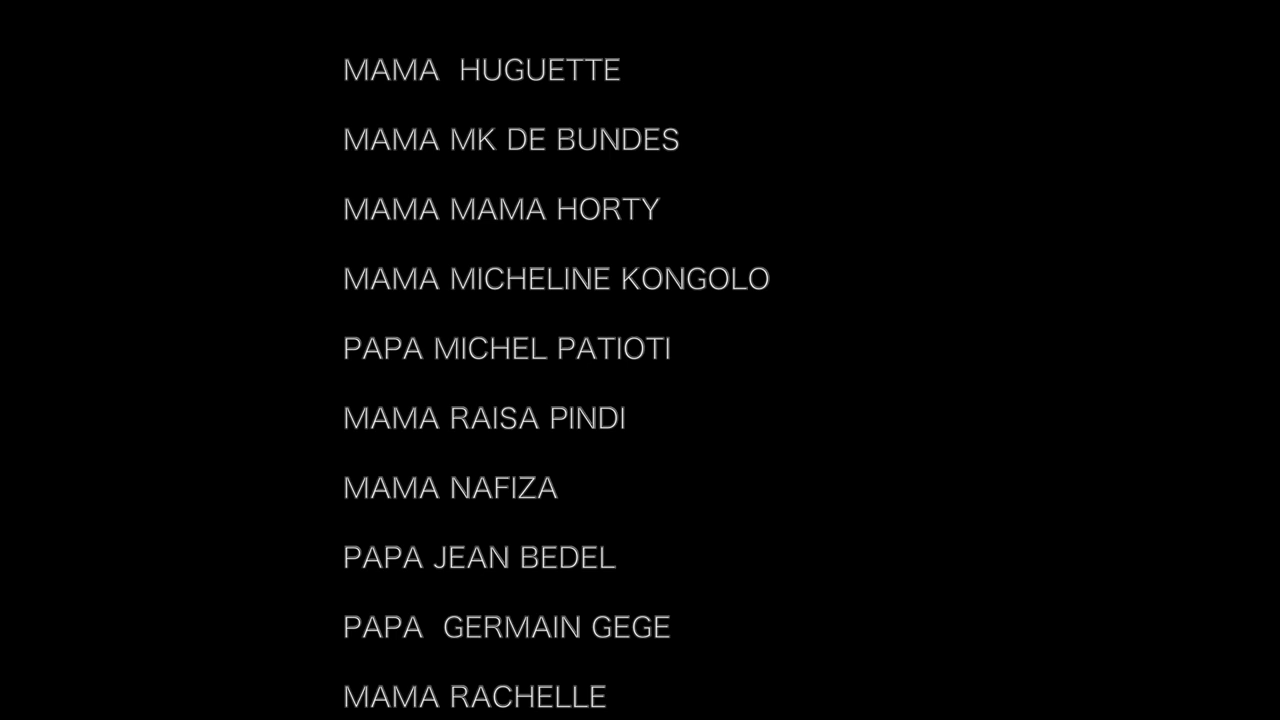 MAMA  HUGUETTE
MAMA MK DE BUNDES
MAMA MAMA HORTY
MAMA MICHELINE KONGOLO
PAPA MICHEL PATIOTI
MAMA RAISA PINDI
MAMA NAFIZA
PAPA JEAN BEDEL
PAPA  GERMAIN GEGE
MAMA RACHELLE